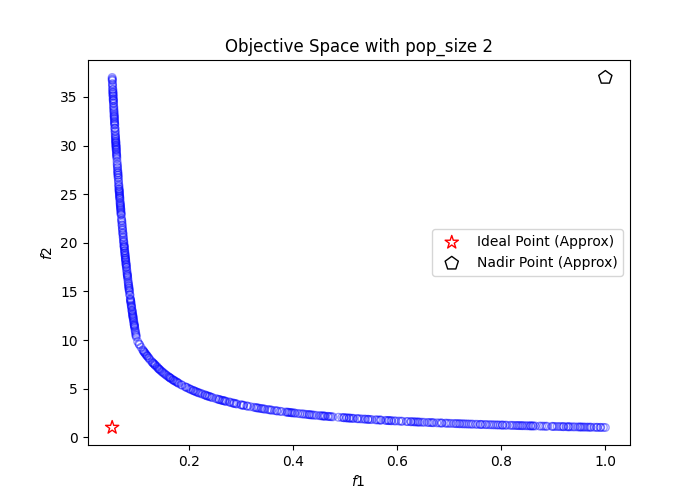 Objective Space with pop_size 2
f2
35
30
25
20
15
10
5
0
Ideal Point (Approx)
Nadir Point (Approx)
0.2
0.4
0.6
0.8
1.0
f1